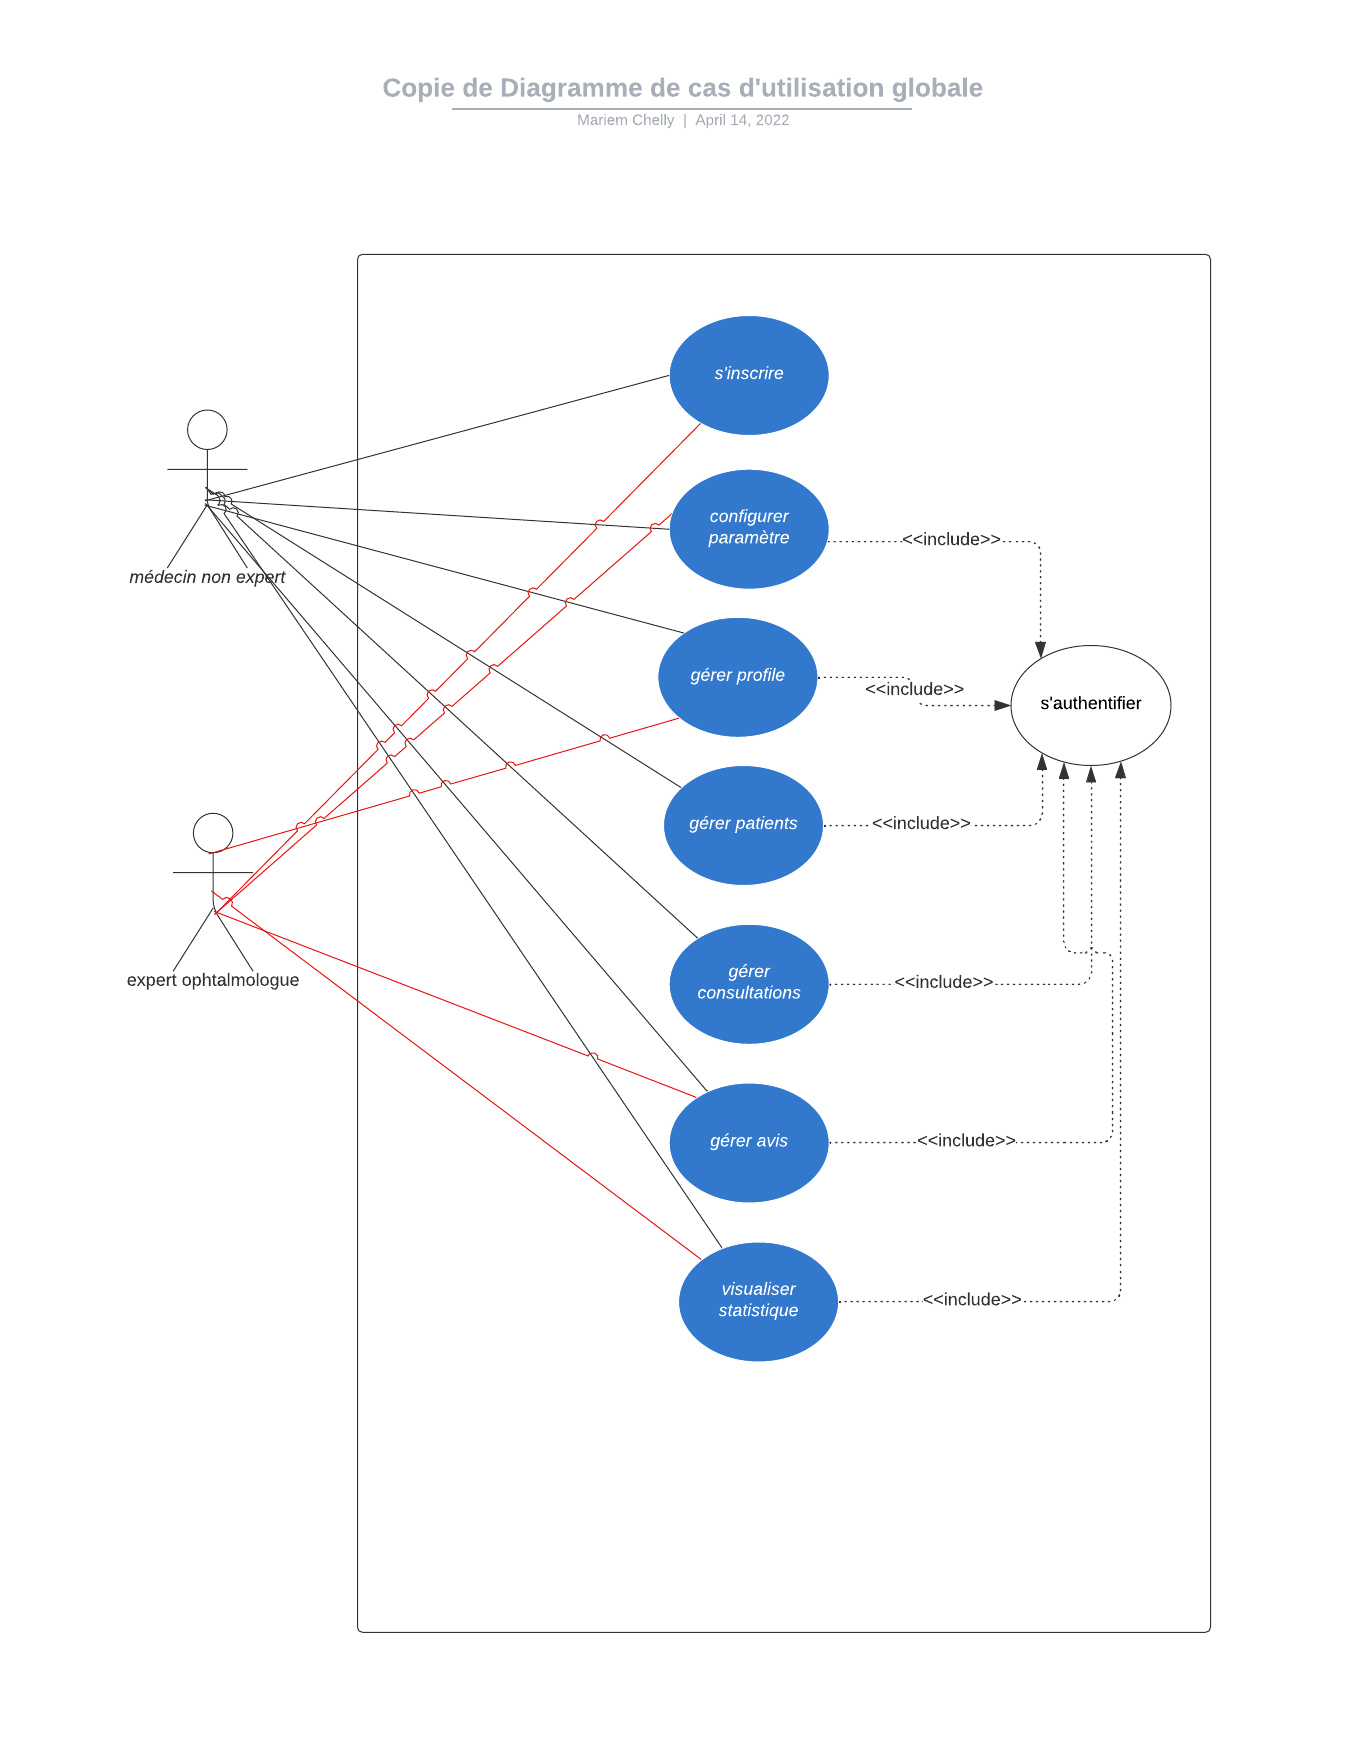 Copie de Diagramme de cas d'utilisation globale
Mariem Chelly | April 14, 2022
s'inscrire
configurer
paramètre
<<include>>
médecin non expert
gérer profile
<<include>>
s'authentifier
gérer patients
<<include>>
expert ophtalmologue
gérer
consultations
<<include>>
gérer avis
<<include>>
visualiser
statistique
<<include>>